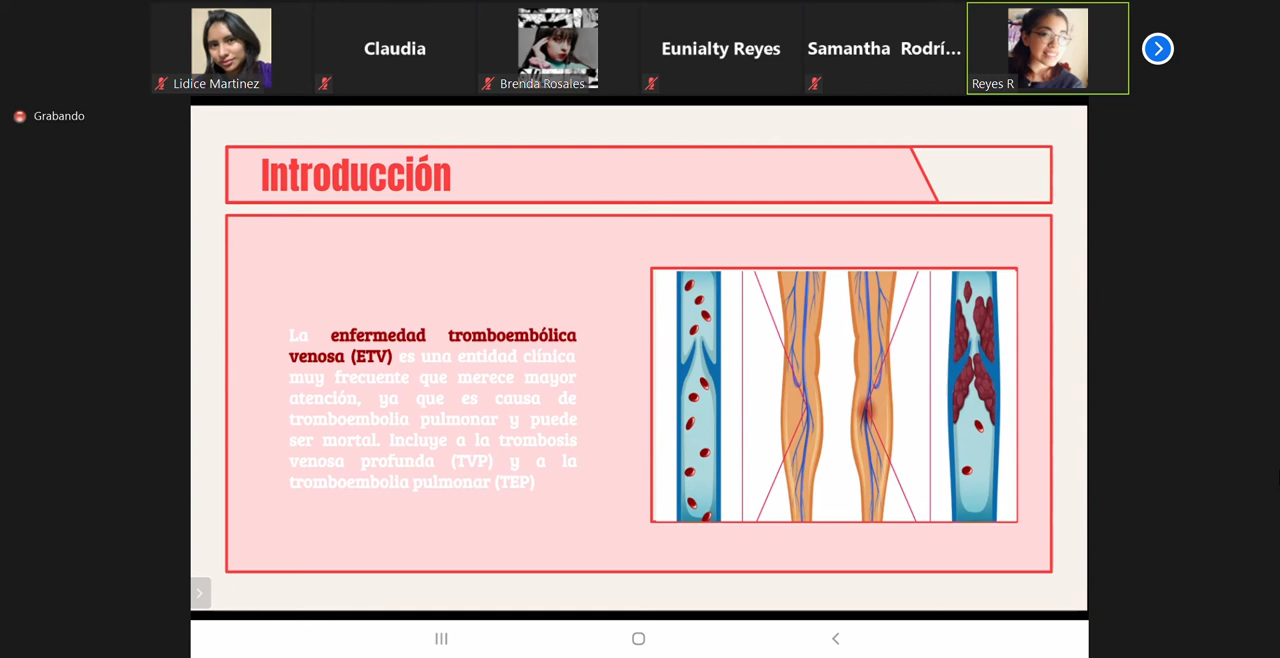 Claudia
Eunialty Reyes
Samantha Rodrí...
Lidice Martinez
Brenda Rosales
Reyes R
Grabando
Introducción
La enfermedad tromboembólica
venosa (ETV) es una entidad clínica
muy frecuente que merece mayor
atención, ya que es causa de
tromboembolia pulmonar y puede
ser mortal. Incluye a la trombosis
venosa profunda (TVP) y a la
tromboembolia pulmonar (TEP)